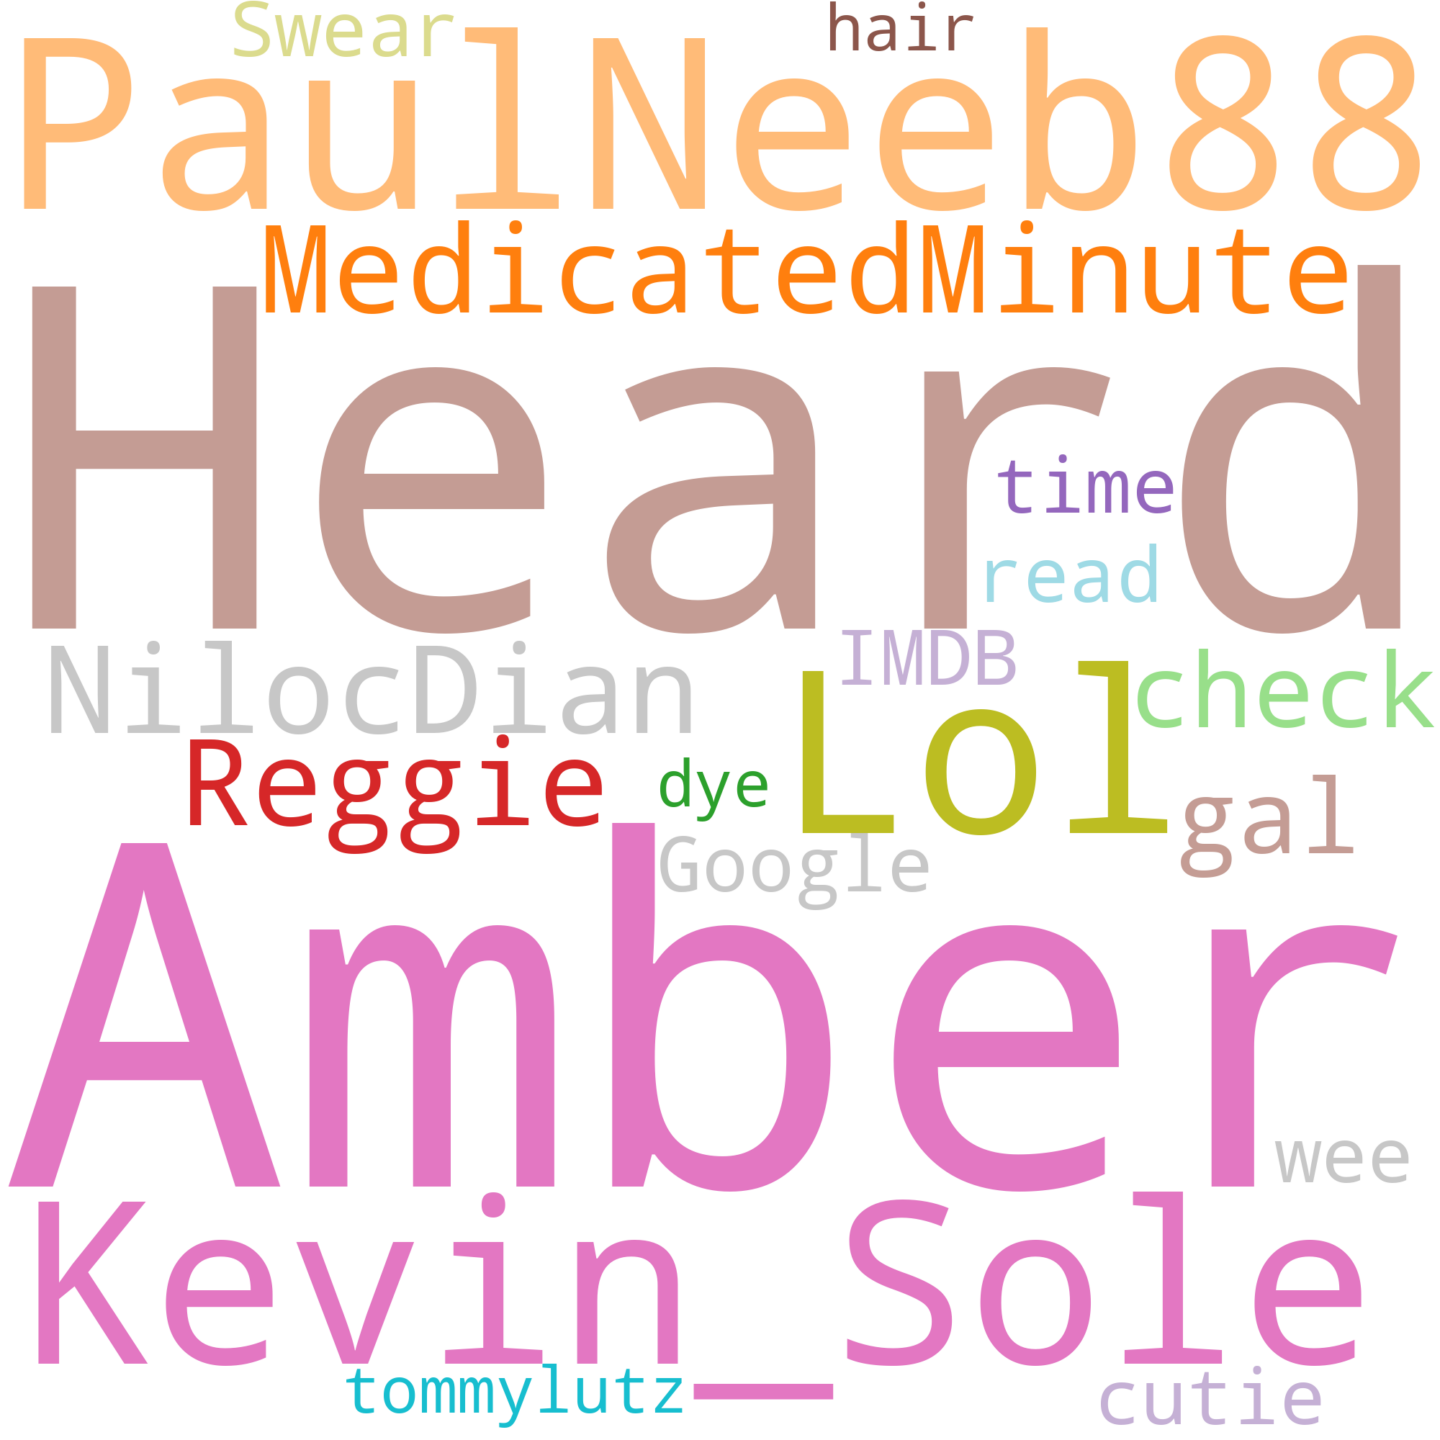 Swear hair
PaulNeeb88
MedicatedMinute
Heard
time
read
NilocDian IMDB Lol check
Reggie dye gal
Google
Amber
wee
Kevin_Sole
tommylutz cutie